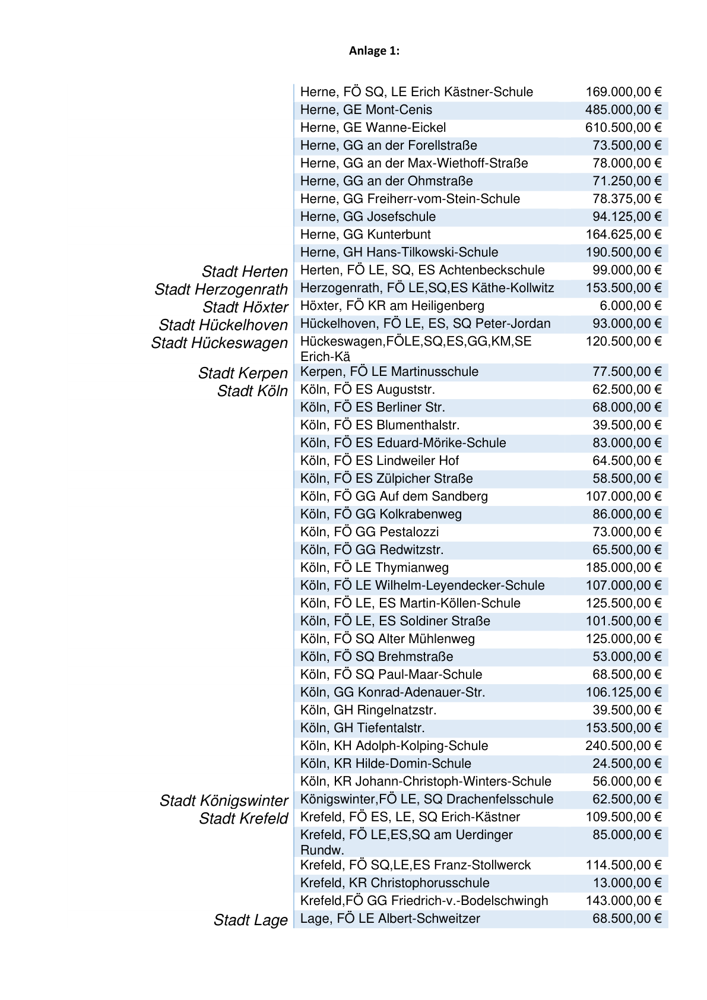 Anlage 1:
Herne, FÖ SQ, LE Erich Kästner-Schule 169.000,00 €
Herne, GE Mont-Cenis 485.000,00 €
Herne, GE Wanne-Eickel 610.500,00 €
Herne, GG an der Forellstraße 73.500,00 €
Herne, GG an der Max-Wiethoff-Straße 78.000,00 €
Herne, GG an der Ohmstraße 71.250,00 €
Herne, GG Freiherr-vom-Stein-Schule 78.375,00 €
Herne, GG Josefschule 94.125,00 €
Herne, GG Kunterbunt 164.625,00 €
Herne, GH Hans-Tilkowski-Schule 190.500,00 €
Stadt Herten Herten, FÖ LE, SQ, ES Achtenbeckschule 99.000,00 €
Stadt Herzogenrath Herzogenrath, FÖ LE,SQ,ES Käthe-Kollwitz 153.500,00 €
Stadt Höxter Höxter, FÖ KR am Heiligenberg 6.000,00 €
Stadt Hückelhoven Hückelhoven, FÖ LE, ES, SQ Peter-Jordan 93.000,00 €
Stadt Hückeswagen Hückeswagen,FÖLE,SQ,ES,GG,KM,SE 120.500,00 €
Erich-Kä
Stadt Kerpen Kerpen, FÖ LE Martinusschule 77.500,00 €
Stadt Köln Köln, FÖ ES Auguststr. 62.500,00 €
Köln, FÖ ES Berliner Str. 68.000,00 €
Köln, FÖ ES Blumenthalstr. 39.500,00 €
Köln, FÖ ES Eduard-Mörike-Schule 83.000,00 €
Köln, FÖ ES Lindweiler Hof 64.500,00 €
Köln, FÖ ES Zülpicher Straße 58.500,00 €
Köln, FÖ GG Auf dem Sandberg 107.000,00 €
Köln, FÖ GG Kolkrabenweg 86.000,00 €
Köln, FÖ GG Pestalozzi 73.000,00 €
Köln, FÖ GG Redwitzstr. 65.500,00 €
Köln, FÖ LE Thymianweg 185.000,00 €
Köln, FÖ LE Wilhelm-Leyendecker-Schule 107.000,00 €
Köln, FÖ LE, ES Martin-Köllen-Schule 125.500,00 €
Köln, FÖ LE, ES Soldiner Straße 101.500,00 €
Köln, FÖ SQ Alter Mühlenweg 125.000,00 €
Köln, FÖ SQ Brehmstraße 53.000,00 €
Köln, FÖ SQ Paul-Maar-Schule 68.500,00 €
Köln, GG Konrad-Adenauer-Str. 106.125,00 €
Köln, GH Ringelnatzstr. 39.500,00 €
Köln, GH Tiefentalstr. 153.500,00 €
Köln, KH Adolph-Kolping-Schule 240.500,00 €
Köln, KR Hilde-Domin-Schule 24.500,00 €
Köln, KR Johann-Christoph-Winters-Schule 56.000,00 €
Stadt Königswinter Königswinter,FÖ LE, SQ Drachenfelsschule 62.500,00 €
Stadt Krefeld Krefeld, FÖ ES, LE, SQ Erich-Kästner 109.500,00 €
Krefeld, FÖ LE,ES,SQ am Uerdinger 85.000,00 €
Rundw.
Krefeld, FÖ SQ,LE,ES Franz-Stollwerck 114.500,00 €
Krefeld, KR Christophorusschule 13.000,00 €
Krefeld,FÖ GG Friedrich-v.-Bodelschwingh 143.000,00 €
Stadt Lage Lage, FÖ LE Albert-Schweitzer 68.500,00 €